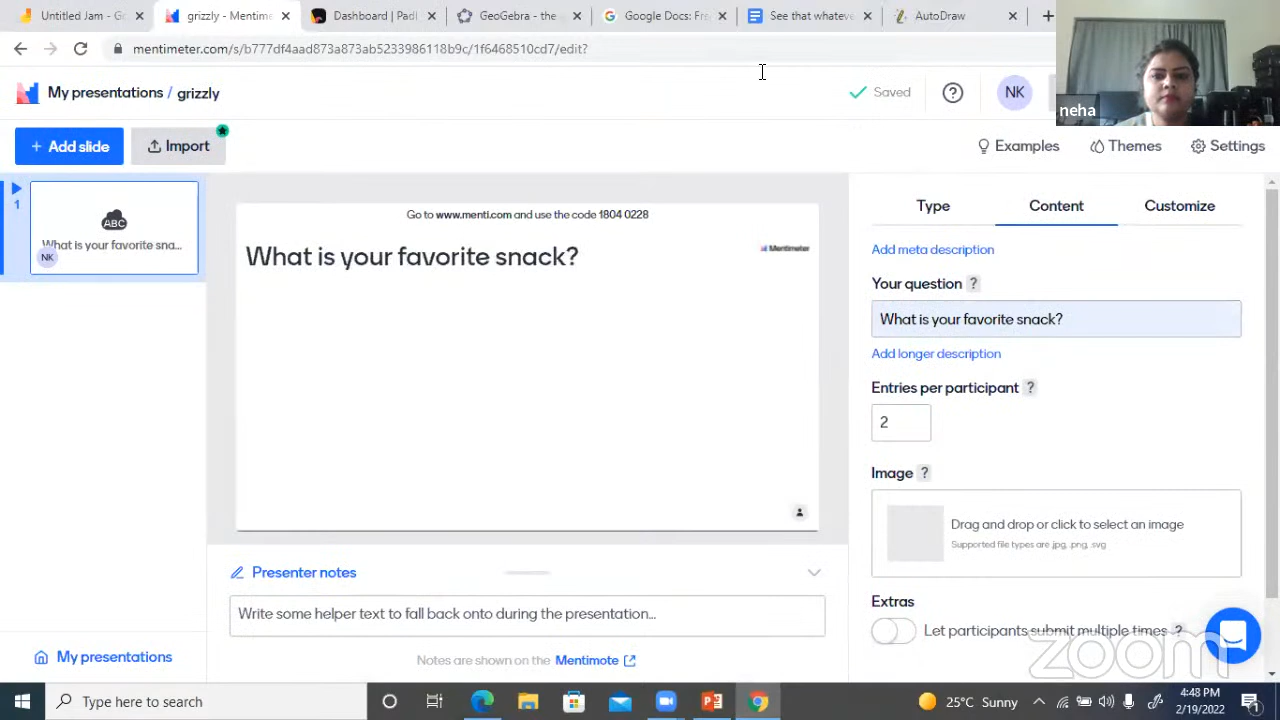 Untitled - G
grizzly
Dashboard | Padl
GeoGebra - the
Google Docs: Fr
See that whatev
AutoDraw
mentimeter.com/s/b777df4aad873a873ab5233986118b9c/1f6468510cd7/edit?
My presentations / grizzly
Saved
?
NK
neha
+ Add slide
Import
Examples
Themes
Settings
1
ABC
What is your favorite sna...
NK
Go to www.menti.com and use the code 1804 0228
What is your favorite snack?
Mentimeter
Type
Content
Customize
Add meta description
Your question ?
What is your favorite snack?
Add longer description
Entries per participant ?
2
Image ?
Drag and drop or click to select an image
Supported file types are .jpg, .png, .svg
Extras
Let participants submit multiple times ?
Presenter notes
Write some helper text to fall back onto during the presentation...
Notes are shown on the Mentimote
My presentations
zoom
Type here to search
25°C Sunny
4:48 PM
2/19/2022
1